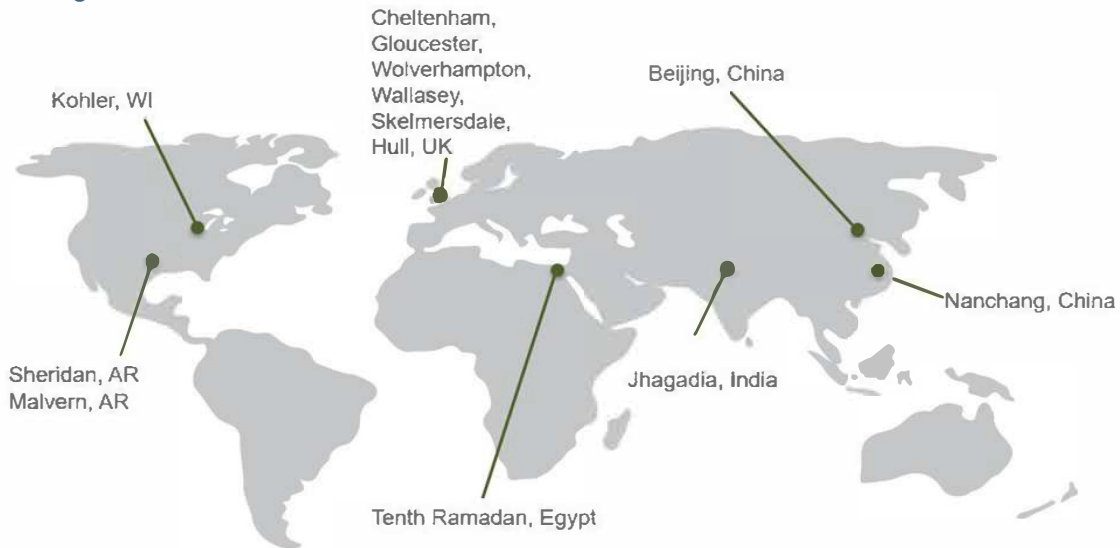 Cheltenham,
Gloucester,
Wolverhampton,
Wallasey,
Skelmersdale,
Hull, UK
Beijing, China
Kohler, WI
Nanchang, China
Sheridan, AR
Malvern, AR
Jhagadia, India
Tenth Ramadan, Egypt